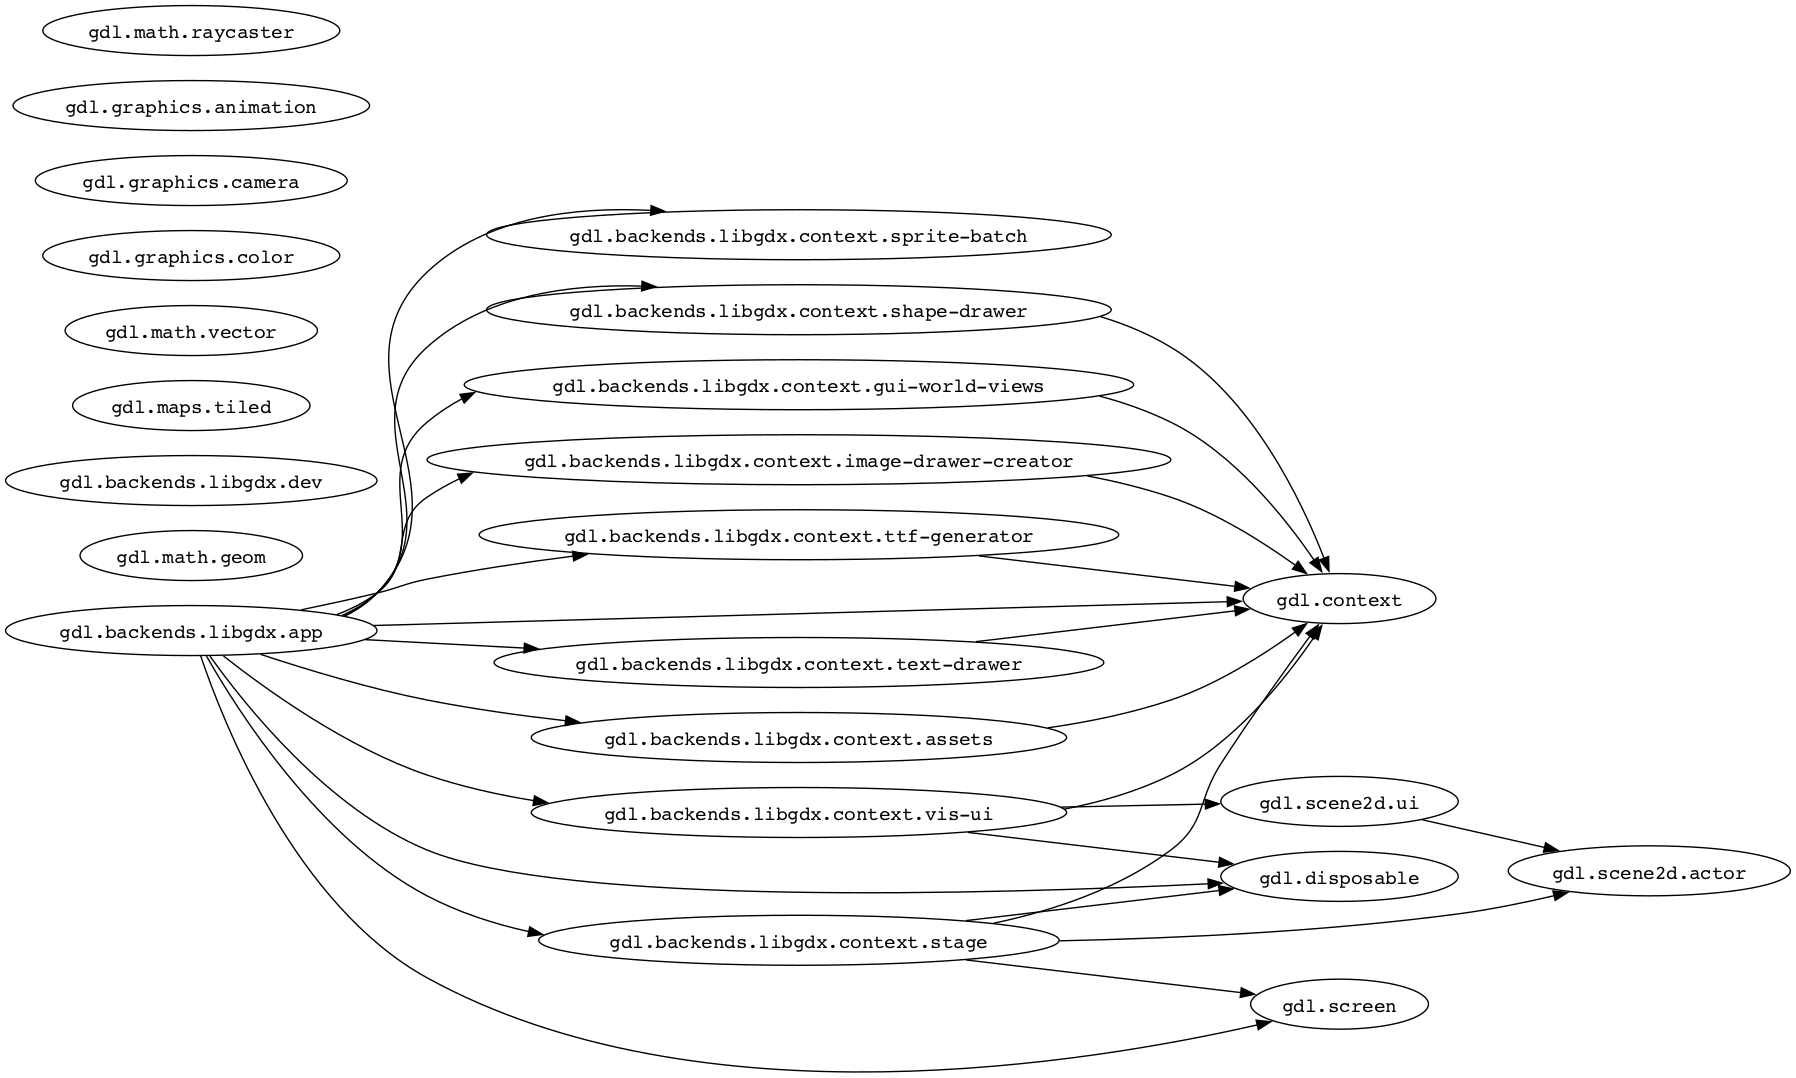 gdl.math.raycaster
gdl.graphics.animation
gdl.graphics.camera
gdl.graphics.color
gdl.math.vector
gdl.maps.tiled
gdl.backends.libgdx.dev
gdl.math.geom
gdl.backends.libgdx.app
gdl.backends.libgdx.context.sprite-batch
gdl.backends.libgdx.context.shape-drawer
gdl.backends.libgdx.context.gui-world-views
gdl.backends.libgdx.context.image-drawer-creator
gdl.backends.libgdx.context.ttf-generator
gdl.backends.libgdx.context.text-drawer
gdl.backends.libgdx.context.assets
gdl.backends.libgdx.context.vis-ui
gdl.backends.libgdx.context.stage
gdl.context
gdl.scene2d.ui
gdl.disposable
gdl.screen
gdl.scene2d.actor